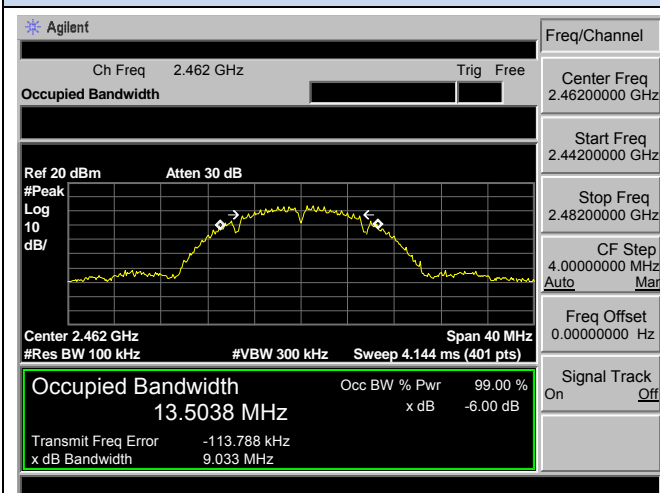 Agilent
Freq/Channel
Ch Freq 2.462 GHz Trig Free
Occupied Bandwidth
Center Freq
2.46200000 GHz
Start Freq
2.44200000 GHz
Stop Freq
2.48200000 GHz
CF Step
4.00000000 MHz
Auto Man
Freq Offset
0.00000000 Hz
Signal Track
On Off
Ref 20 dBm Atten 30 dB
#Peak
Log
10
dB/
Center 2.462 GHz Span 40 MHz
#Res BW 100 kHz #VBW 300 kHz Sweep 4.144 ms (401 pts)
Occupied Bandwidth Occ BW % Pwr 99.00 %
13.5038 MHz x dB -6.00 dB
Transmit Freq Error -113.788 kHz
x dB Bandwidth 9.033 MHz